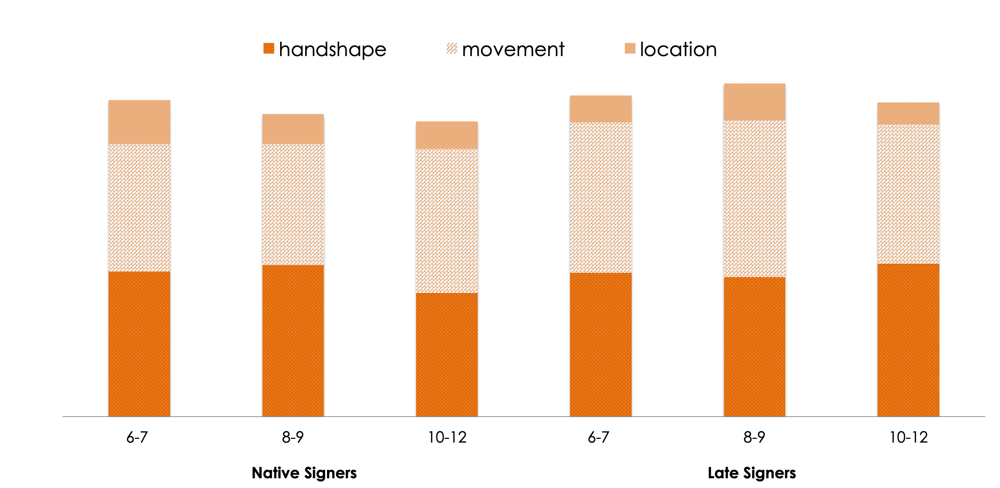 handshape movement location
6-7 8-9 10-12 6-7 8-9 10-12
Native Signers Late Signers